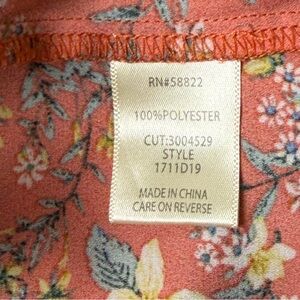 RN#58822
100%POLYESTER
CUT:3004529
STYLE
1711D19
MADE IN CHINA
CARE ON REVERSE